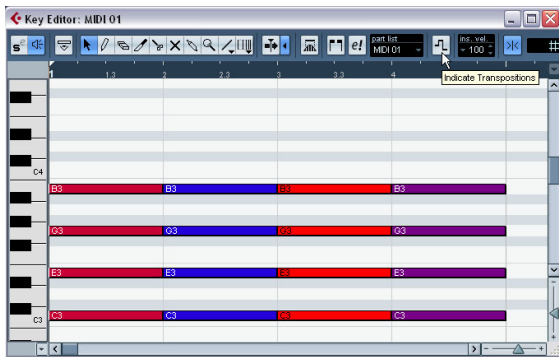 Key Editor: MIDI 01
s e e! part list MIDI 01 ins. vel. 100 #
1 1.3 2 2.3 3 3.3 4
Indicate Transpositions
C4
B3 B3 B3 B3
G3 G3 G3 G3
E3 E3 E3 E3
C3 C3 C3 C3 C3